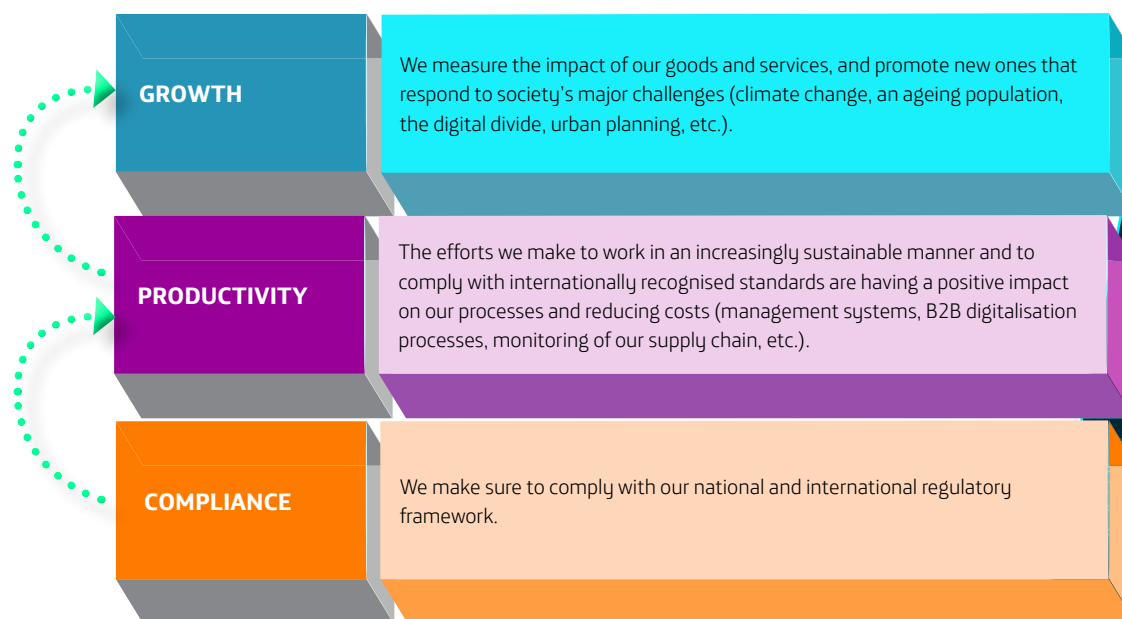 GROWTH
We measure the impact of our goods and services, and promote new ones that
respond to society's major challenges (climate change, an ageing population,
the digital divide, urban planning, etc.).
PRODUCTIVITY
The efforts we make to work in an increasingly sustainable manner and to
comply with internationally recognised standards are having a positive impact
on our processes and reducing costs (management systems, B2B digitalisation
processes, monitoring of our supply chain, etc.).
COMPLIANCE
We make sure to comply with our national and international regulatory
framework.